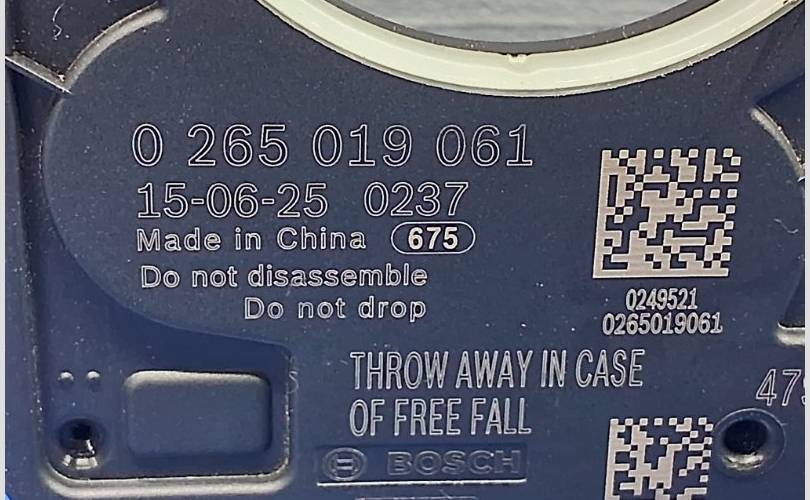 0 265 019 061
15-06-25 0237
Made in China 675
Do not disassemble
Do not drop
0249521
0265019061
THROW AWAY IN CASE
OF FREE FALL
BOSCH